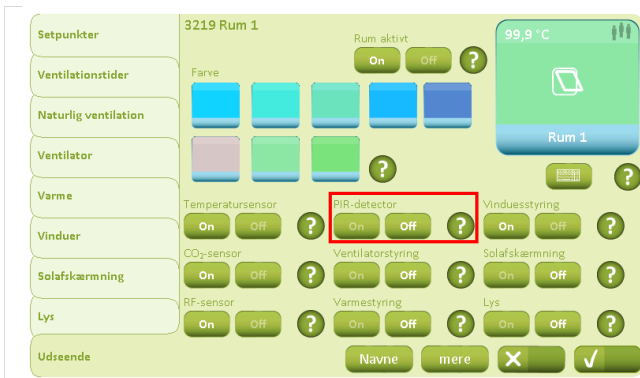 Setpunkter
Ventilationstider
Naturlig ventilation
Ventilator
Varme
Vinduer
Solafskærmning
Lys
Udseende
3219 Rum 1
Rum aktivt
On Off ?
Farve
?
99,9 °C
Rum 1
?
Temperatursensor PIR-detector Vinduesstyring
On Off ? On Off ? On Off ?
CO₂-sensor Ventilatorstyring Solafskærmning
On Off ? On Off ? On Off ?
RF-sensor Varmestyring Lys
On Off ? On Off ? On Off ?
Navne mere